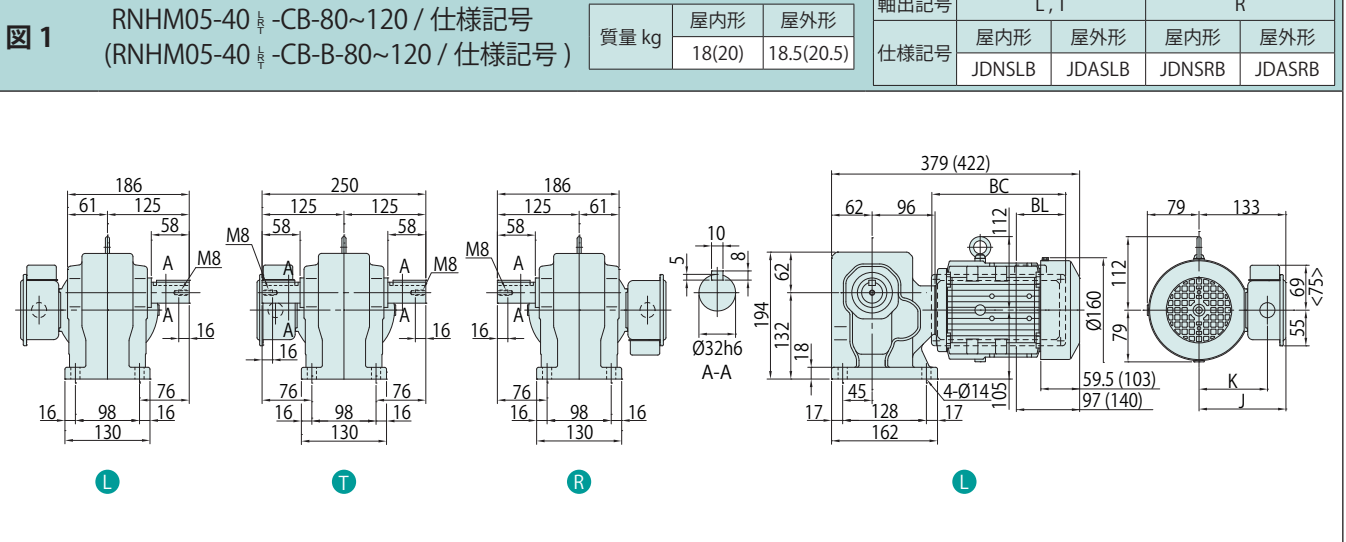 図 1
RNHM05-40 L R T -CB-80~120 / 仕様記号
(RNHM05-40 L R T -CB-B-80~120 / 仕様記号 )
質量 kg
屋内形 屋外形
18(20) 18.5(20.5)
軸出記号 L , T R
仕様記号 屋内形 屋外形 屋内形 屋外形
JDNSLB JDASLB JDNSRB JDASRB
186
61 125
58
M8
A
A
16
76
16 98 16
130
L
250
125 125
58 58
M8 M8
A A
A A
16 16
76 76
16 98 16
130
T
186
125 61
58
M8
A
A
16
76
16 98 16
130
R
10
5
8
Ø32h6
A-A
379 (422)
BC
BL
62 96
112
62
194
132
18
Ø160
105
4-Ø14
59.5 (103)
97 (140)
45
17 128 17
162
L
79 133
112
79
69
<75>
55
K
J